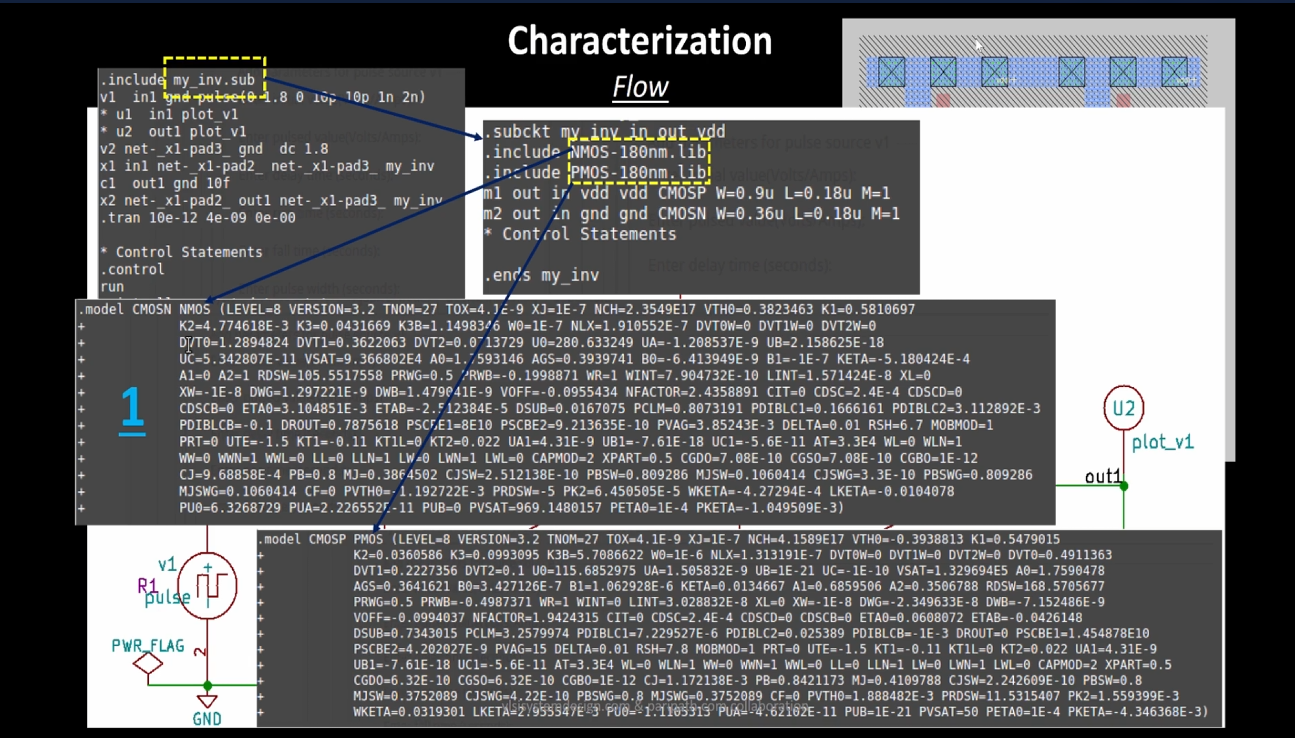 Characterization
Flow
.include my_inv.sub
v1 in1 gnd pulse(0 1.8 0 10p 10p 1n 2n)
* u1 in1 plot_v1
* u2 out1 plot_v1
v2 net-_x1-pad3_ gnd dc 1.8
x1 in1 net-_x1-pad2_ net-_x1-pad3_ my_inv
c1 out1 gnd 10f
x2 net-_x1-pad2_ out1 net-_x1-pad3_ my_inv
.tran 10e-12 4e-09 0e-00
* Control Statements
.control
run
.subckt my_inv in out vdd
.include NMOS-180nm.lib
.include PMOS-180nm.lib
m1 out in vdd vdd CMOSP W=0.9u L=0.18u M=1
m2 out in gnd gnd CMOSN W=0.36u L=0.18u M=1
* Control Statements
.ends my_inv
.model CMOSN NMOS (LEVEL=8 VERSION=3.2 TNOM=27 TOX=4.1E-9 XJ=1E-7 NCH=2.3549E17 VTH0=0.3823463 K1=0.5810697
+ K2=4.774618E-3 K3=0.0431669 K3B=1.1498346 W0=1E-7 NLX=1.910552E-7 DVT0W=0 DVT1W=0 DVT2W=0
+ DVT0=1.2894824 DVT1=0.3622063 DVT2=0.0713729 U0=280.633249 UA=-1.208537E-9 UB=2.158625E-18
+ UC=5.342807E-11 VSAT=9.366802E4 A0=1.7593146 AGS=0.3939741 B0=-6.413949E-9 B1=-1E-7 KETA=-5.180424E-4
+ A1=0 A2=1 RDSW=105.5517558 PRWG=0.5 PRWB=-0.1998871 WR=1 WINT=7.904732E-10 LINT=1.571424E-8 XL=0
+ XW=-1E-8 DWG=1.297221E-9 DWB=1.479041E-9 VOFF=-0.0955434 NFACTOR=2.4358891 CIT=0 CDSC=2.4E-4 CDSCD=0
+ CDSCB=0 ETA0=3.104851E-3 ETAB=-2.512384E-5 DSUB=0.0167075 PCLM=0.8073191 PDIBLC1=0.1666161 PDIBLC2=3.112892E-3
+ PDIBLCB=-0.1 DROUT=0.7875618 PSCBE1=8E10 PSCBE2=9.213635E-10 PVAG=3.85243E-3 DELTA=0.01 RSH=6.7 MOBMOD=1
+ PRT=0 UTE=-1.5 KT1=-0.11 KT1L=0 KT2=0.022 UA1=4.31E-9 UB1=-7.61E-18 UC1=-5.6E-11 AT=3.3E4 WL=0 WLN=1
+ WW=0 WWN=1 WWL=0 LL=0 LLN=1 LW=0 LWN=1 LWL=0 CAPMOD=2 XPART=0.5 CGDO=7.08E-10 CGSO=7.08E-10 CGBO=1E-12
+ CJ=9.68858E-4 PB=0.8 MJ=0.3864502 CJSW=2.512138E-10 PBSW=0.809286 MJSW=0.1060414 CJSWG=3.3E-10 PBSWG=0.809286
+ MJSWG=0.1060414 CF=0 PVTH0=-1.192722E-3 PRDSW=-5 PK2=6.450505E-5 WKETA=-4.27294E-4 LKETA=-0.0104078
+ PU0=6.3268729 PUA=2.226552E-11 PUB=0 PVSAT=969.1480157 PETA0=1E-4 PKETA=-1.049509E-3)
1
.model CMOSP PMOS (LEVEL=8 VERSION=3.2 TNOM=27 TOX=4.1E-9 XJ=1E-7 NCH=4.1589E17 VTH0=-0.3938813 K1=0.5479015
+ K2=0.0360586 K3=0.0993095 K3B=5.7086622 W0=1E-6 NLX=1.313191E-7 DVT0W=0 DVT1W=0 DVT2W=0 DVT0=0.4911363
+ DVT1=0.2227356 DVT2=0.1 U0=115.6852975 UA=1.505832E-9 UB=1E-21 UC=-1E-10 VSAT=1.329694E5 A0=1.7590478
+ AGS=0.3641621 B0=3.427126E-7 B1=1.062928E-6 KETA=0.0134667 A1=0.6859506 A2=0.3506788 RDSW=168.5705677
+ PRWG=0.5 PRWB=-0.4987371 WR=1 WINT=0 LINT=3.028832E-8 XL=0 XW=-1E-8 DWG=-2.349633E-8 DWB=-7.152486E-9
+ VOFF=-0.0994037 NFACTOR=1.9424315 CIT=0 CDSC=2.4E-4 CDSCD=0 CDSCB=0 ETA0=0.0608072 ETAB=-0.0426148
+ DSUB=0.7343015 PCLM=3.2579974 PDIBLC1=7.229527E-6 PDIBLC2=0.025389 PDIBLCB=-1E-3 DROUT=0 PSCBE1=1.454878E10
+ PSCBE2=4.202027E-9 PVAG=15 DELTA=0.01 RSH=7.8 MOBMOD=1 PRT=0 UTE=-1.5 KT1=-0.11 KT1L=0 KT2=0.022 UA1=4.31E-9
+ UB1=-7.61E-18 UC1=-5.6E-11 AT=3.3E4 WL=0 WLN=1 WW=0 WWN=1 WWL=0 LL=0 LLN=1 LW=0 LWN=1 LWL=0 CAPMOD=2 XPART=0.5
+ CGDO=6.32E-10 CGSO=6.32E-10 CGBO=1E-12 CJ=1.172138E-3 PB=0.8421173 MJ=0.4109788 CJSW=2.242609E-10 PBSW=0.8
+ MJSW=0.3752089 CJSWG=4.22E-10 PBSWG=0.8 MJSWG=0.3752089 CF=0 PVTH0=1.888482E-3 PRDSW=11.5315407 PK2=1.559399E-3
+ WKETA=0.0319301 LKETA=2.955547E-3 PU0=-1.1105313 PUA=-4.62102E-11 PUB=1E-21 PVSAT=50 PETA0=1E-4 PKETA=-4.346368E-3)
U2
plot_v1
out1
v1
R1
pulse
PWR_FLAG
2
GND
vlsisystemdesign.com & paripath.com collaboration